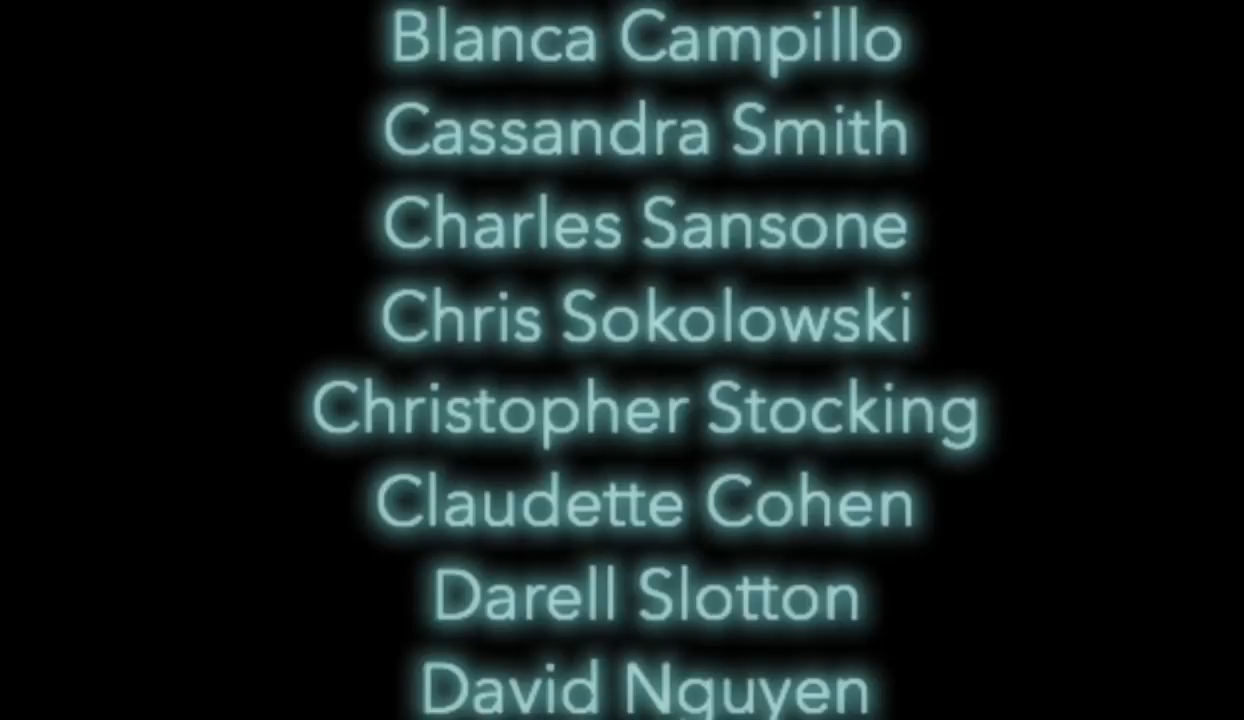 Blanca Campillo
Cassandra Smith
Charles Sansone
Chris Sokolowski
Christopher Stocking
Claudette Cohen
Darell Slotton
David Nguyen